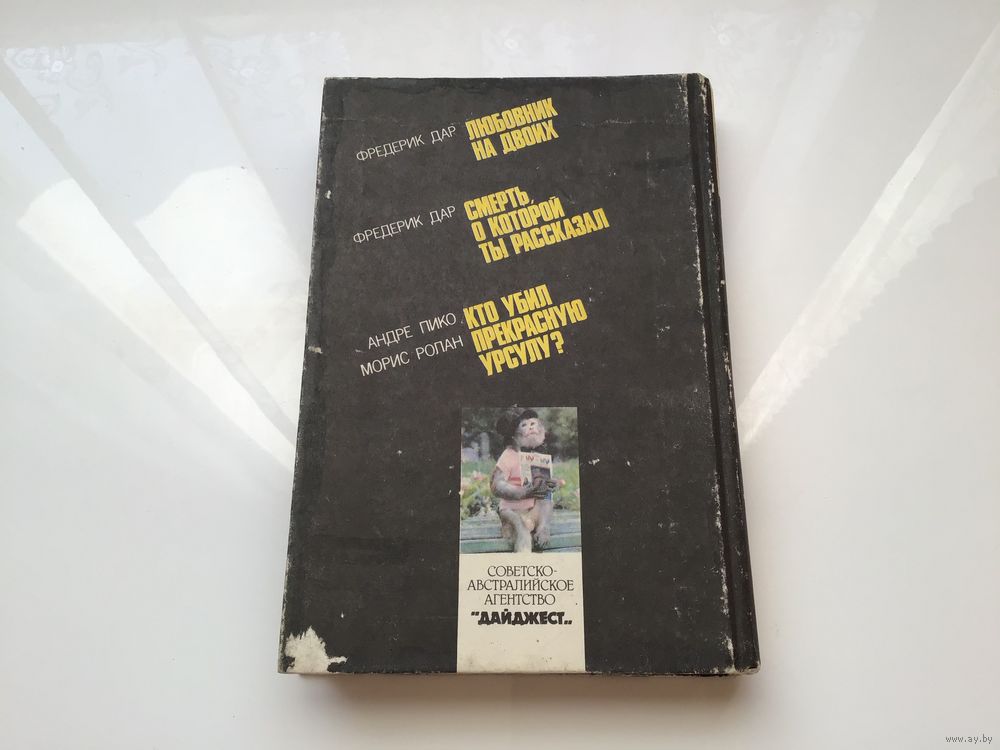 ФРЕДЕРИК ДАР ЛЮБОВНИК
НА ДВОИХ
ФРЕДЕРИК ДАР СМЕРТЬ,
О КОТОРОЙ
ТЫ РАССКАЗАЛ
АНДРЕ ПИКО КТО УБИЛ
МОРИС РОЛАН ПРЕКРАСНУЮ
УРСУЛУ?
СОВЕТСКО-
АВСТРАЛИЙСКОЕ
АГЕНТСТВО
"ДАЙДЖЕСТ"
www.ay.by